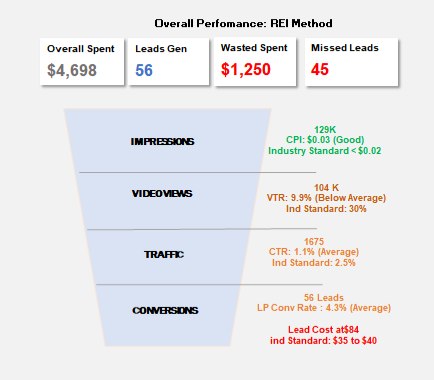 Overall Perfomance: REI Method
Overall Spent
$4,698
Leads Gen
56
Wasted Spent
$1,250
Missed Leads
45
IMPRESSIONS
129K
CPI: $0.03 (Good)
Industry Standard < $0.02
VIDEO VIEWS
104 K
VTR: 9.9% (Below Average)
Ind Standard: 30%
TRAFFIC
1675
CTR: 1.1% (Average)
Ind Standard: 2.5%
CONVERSIONS
56 Leads
LP Conv Rate : 4.3% (Average)
Lead Cost at$84
ind Standard: $35 to $40